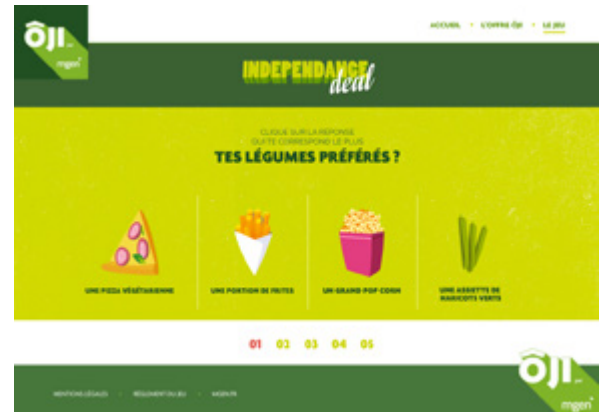 ÔJI
mgen
ACCUEIL • L'OFFRE ÔJI • LE JEU
INDEPENDANCE
deal
CLIQUE SUR LA RÉPONSE
QUI TE CORRESPOND LE PLUS
TES LÉGUMES PRÉFÉRÉS ?
UNE PIZZA VÉGÉTARIENNE
UNE PORTION DE FRITES
UN GRAND POP CORN
UNE ASSIETTE DE
HARICOTS VERTS
01 02 03 04 05
MENTIONS LÉGALES • RÈGLEMENT DU JEU • MGEN.FR
ÔJI
mgen